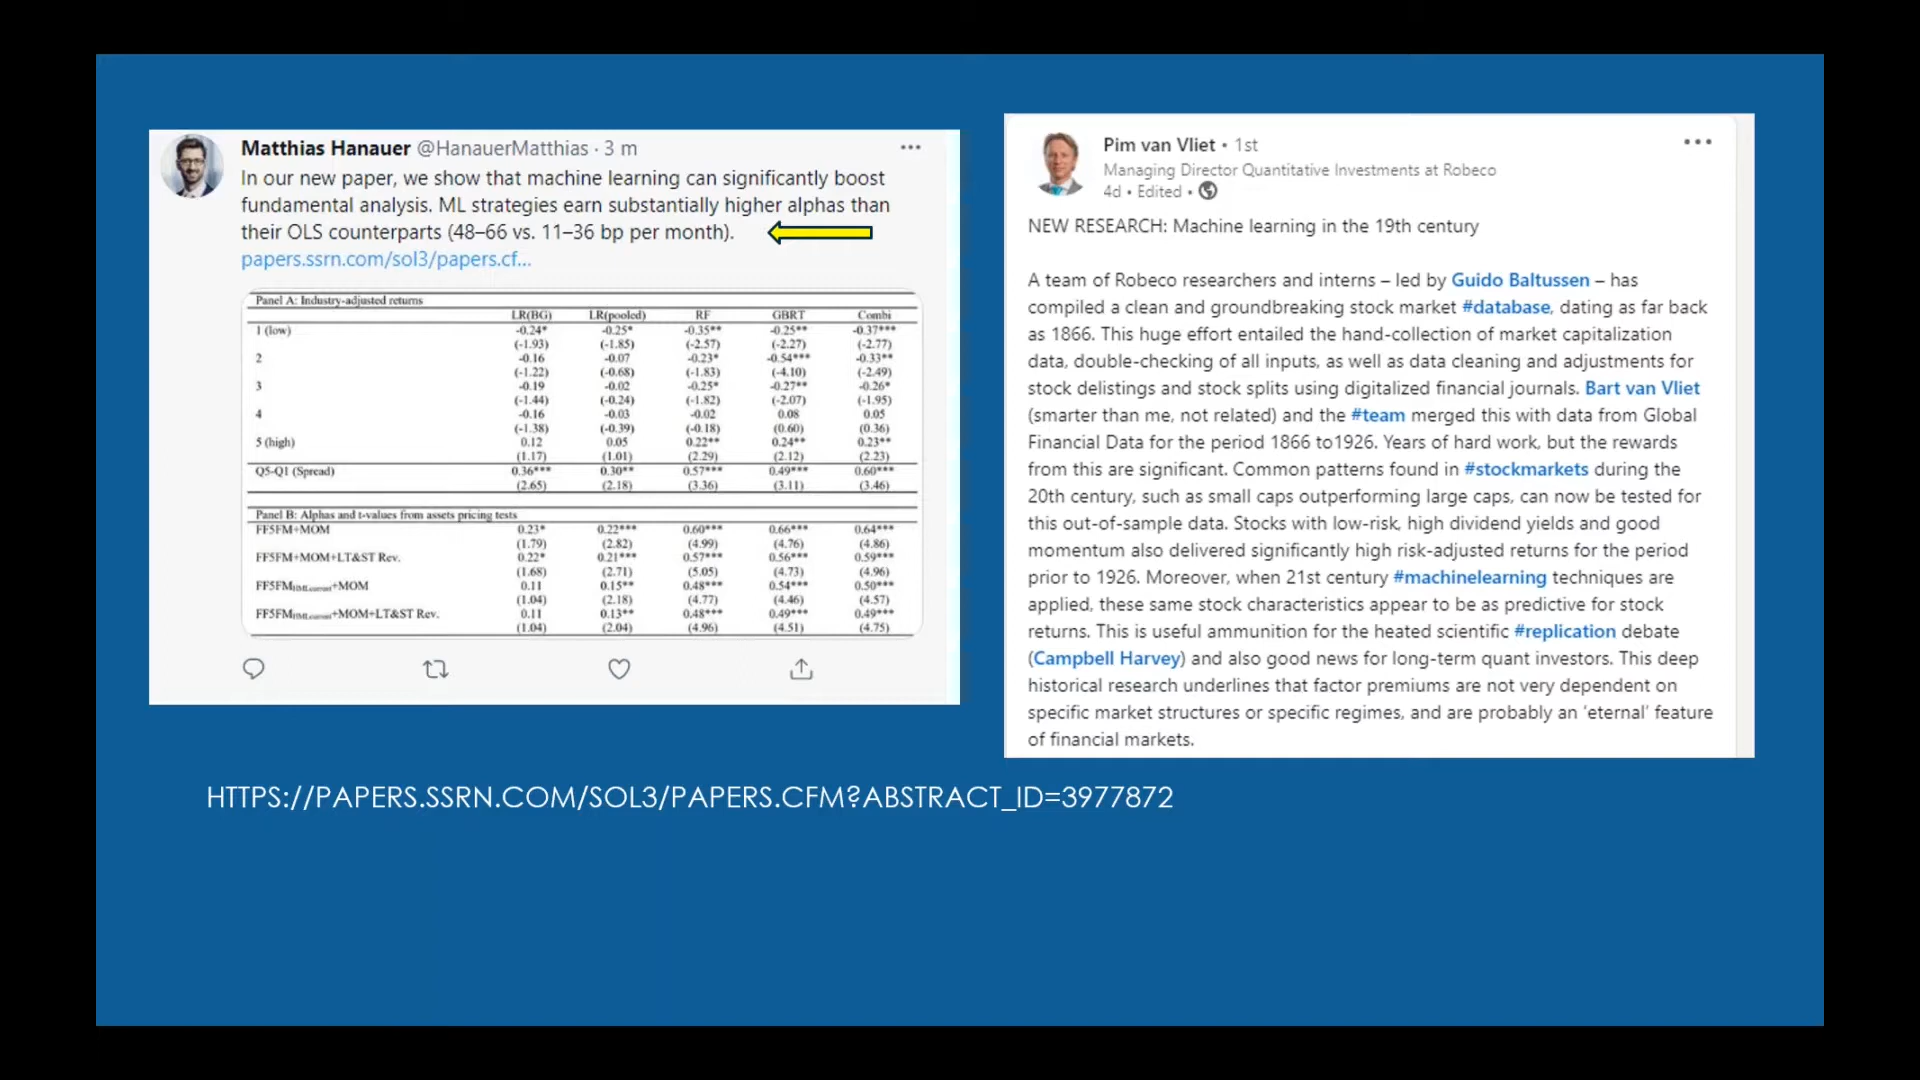 Matthias Hanauer @HanauerMatthias · 3 m
In our new paper, we show that machine learning can significantly boost
fundamental analysis. ML strategies earn substantially higher alphas than
their OLS counterparts (48–66 vs. 11–36 bp per month).
papers.ssrn.com/sol3/papers.cf...
Panel A: Industry-adjusted returns
LR(BG) LR(pooled) RF GBRT Combi
1 (low) -0.24* -0.25* -0.35** -0.25** -0.37***
(-1.93) (-1.85) (-2.57) (-2.27) (-2.77)
2 -0.16 -0.07 -0.23* -0.54*** -0.33**
(-1.22) (-0.68) (-1.83) (-4.10) (-2.49)
3 -0.19 -0.02 -0.25* -0.27** -0.26*
(-1.44) (-0.24) (-1.82) (-2.07) (-1.95)
4 -0.16 -0.03 -0.02 0.08 0.05
(-1.38) (-0.39) (-0.18) (0.60) (0.36)
5 (high) 0.12 0.05 0.22** 0.24** 0.23**
(1.17) (1.01) (2.29) (2.12) (2.23)
Q5-Q1 (Spread) 0.36*** 0.30** 0.57*** 0.49*** 0.60***
(2.65) (2.18) (3.36) (3.11) (3.46)
Panel B: Alphas and t-values from assets pricing tests
FF5FM+MOM 0.23* 0.22*** 0.60*** 0.66*** 0.64***
(1.79) (2.82) (4.99) (4.76) (4.86)
FF5FM+MOM+LT&ST Rev. 0.22* 0.21*** 0.57*** 0.56*** 0.59***
(1.68) (2.71) (5.05) (4.73) (4.96)
+MOM 0.11 0.15** 0.48*** 0.54*** 0.50***
(1.04) (2.18) (4.77) (4.46) (4.57)
+MOM+LT&ST Rev. 0.11 0.13** 0.48*** 0.49*** 0.49***
(1.04) (2.04) (4.96) (4.51) (4.75)
Pim van Vliet • 1st
Managing Director Quantitative Investments at Robeco
4d • Edited •
NEW RESEARCH: Machine learning in the 19th century
A team of Robeco researchers and interns – led by Guido Baltussen – has
compiled a clean and groundbreaking stock market #database, dating as far back
as 1866. This huge effort entailed the hand-collection of market capitalization
data, double-checking of all inputs, as well as data cleaning and adjustments for
stock delistings and stock splits using digitalized financial journals. Bart van Vliet
(smarter than me, not related) and the #team merged this with data from Global
Financial Data for the period 1866 to1926. Years of hard work, but the rewards
from this are significant. Common patterns found in #stockmarkets during the
20th century, such as small caps outperforming large caps, can now be tested for
this out-of-sample data. Stocks with low-risk, high dividend yields and good
momentum also delivered significantly high risk-adjusted returns for the period
prior to 1926. Moreover, when 21st century #machinelearning techniques are
applied, these same stock characteristics appear to be as predictive for stock
returns. This is useful ammunition for the heated scientific #replication debate
(Campbell Harvey) and also good news for long-term quant investors. This deep
historical research underlines that factor premiums are not very dependent on
specific market structures or specific regimes, and are probably an ‘eternal’ feature
of financial markets.
HTTPS://PAPERS.SSRN.COM/SOL3/PAPERS.CFM?ABSTRACT_ID=3977872